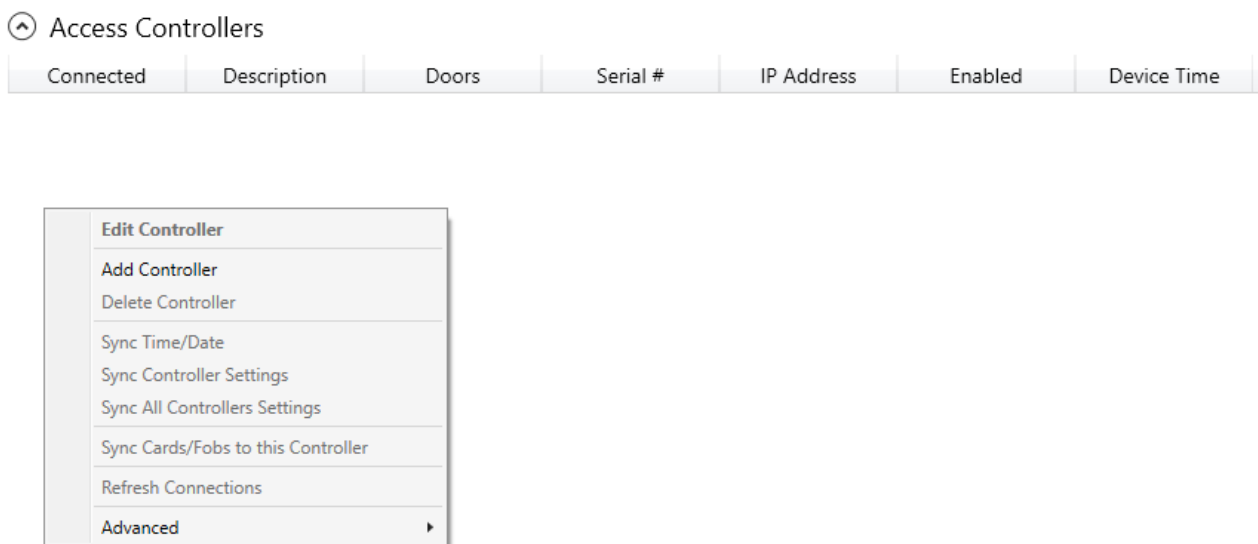 Access Controllers
Connected Description Doors Serial # IP Address Enabled Device Time
Edit Controller
Add Controller
Delete Controller
Sync Time/Date
Sync Controller Settings
Sync All Controllers Settings
Sync Cards/Fobs to this Controller
Refresh Connections
Advanced